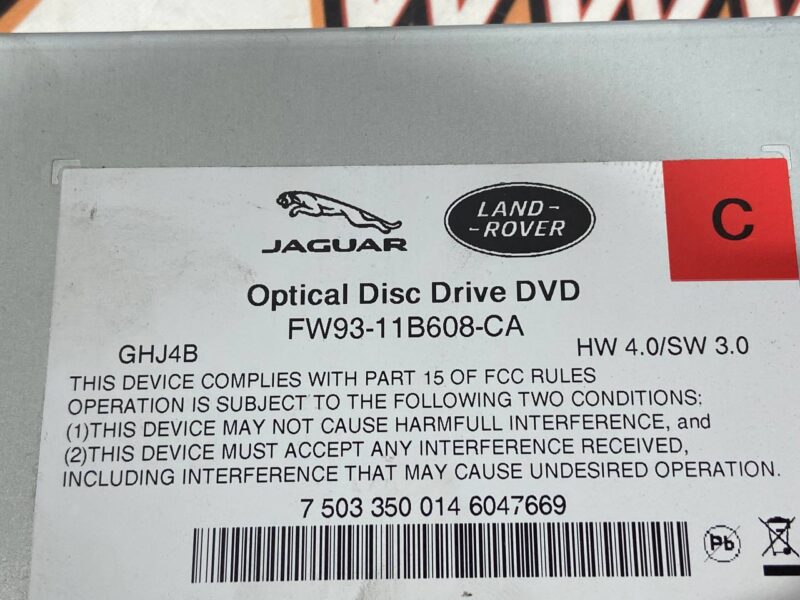 JAGUAR
LAND-
-ROVER
C
Optical Disc Drive DVD
FW93-11B608-CA
GHJ4B
HW 4.0/SW 3.0
THIS DEVICE COMPLIES WITH PART 15 OF FCC RULES
OPERATION IS SUBJECT TO THE FOLLOWING TWO CONDITIONS:
(1)THIS DEVICE MAY NOT CAUSE HARMFULL INTERFERENCE, and
(2)THIS DEVICE MUST ACCEPT ANY INTERFERENCE RECEIVED,
INCLUDING INTERFERENCE THAT MAY CAUSE UNDESIRED OPERATION.
7 503 350 014 6047669
Pb